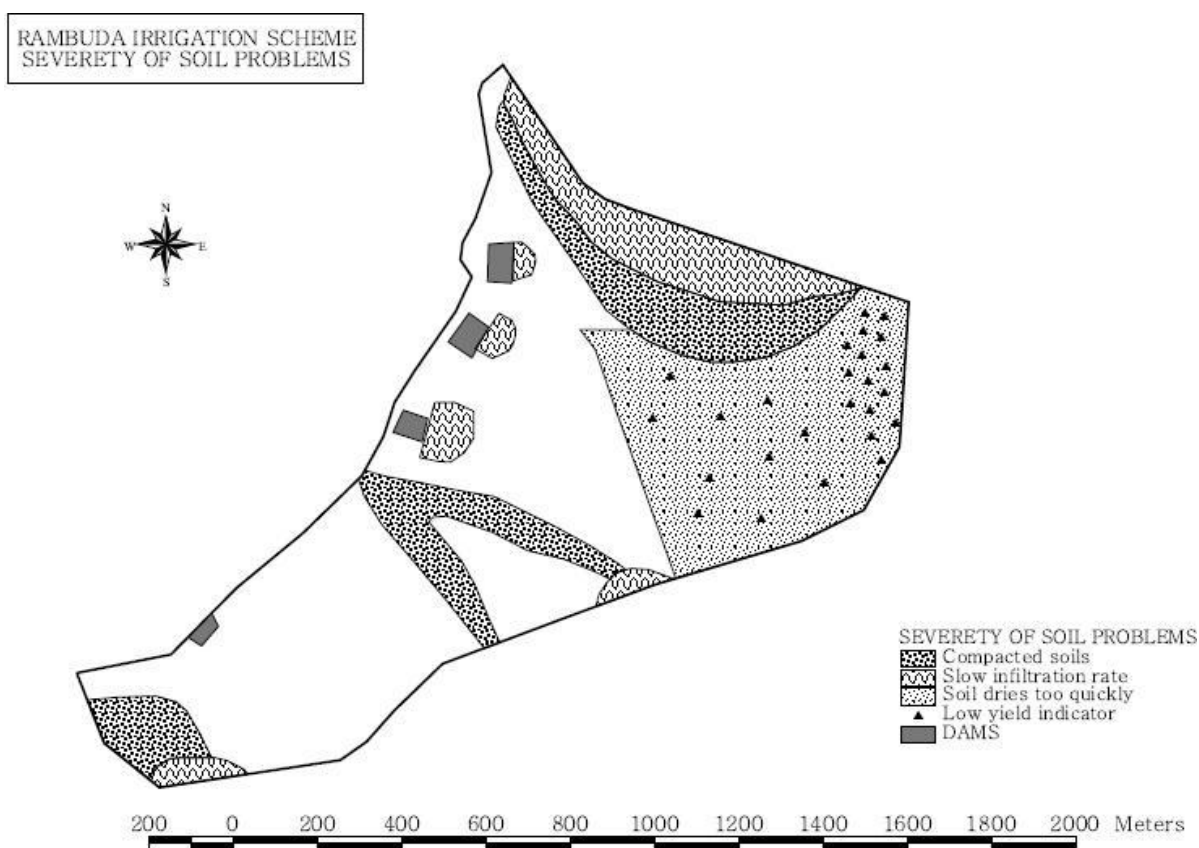 RAMBUDA IRRIGATION SCHEME
SEVERETY OF SOIL PROBLEMS
N
W E
S
SEVERETY OF SOIL PROBLEMS
Compacted soils
Slow infiltration rate
Soil dries too quickly
Low yield indicator
DAMS
200 0 200 400 600 800 1000 1200 1400 1600 1800 2000 Meters